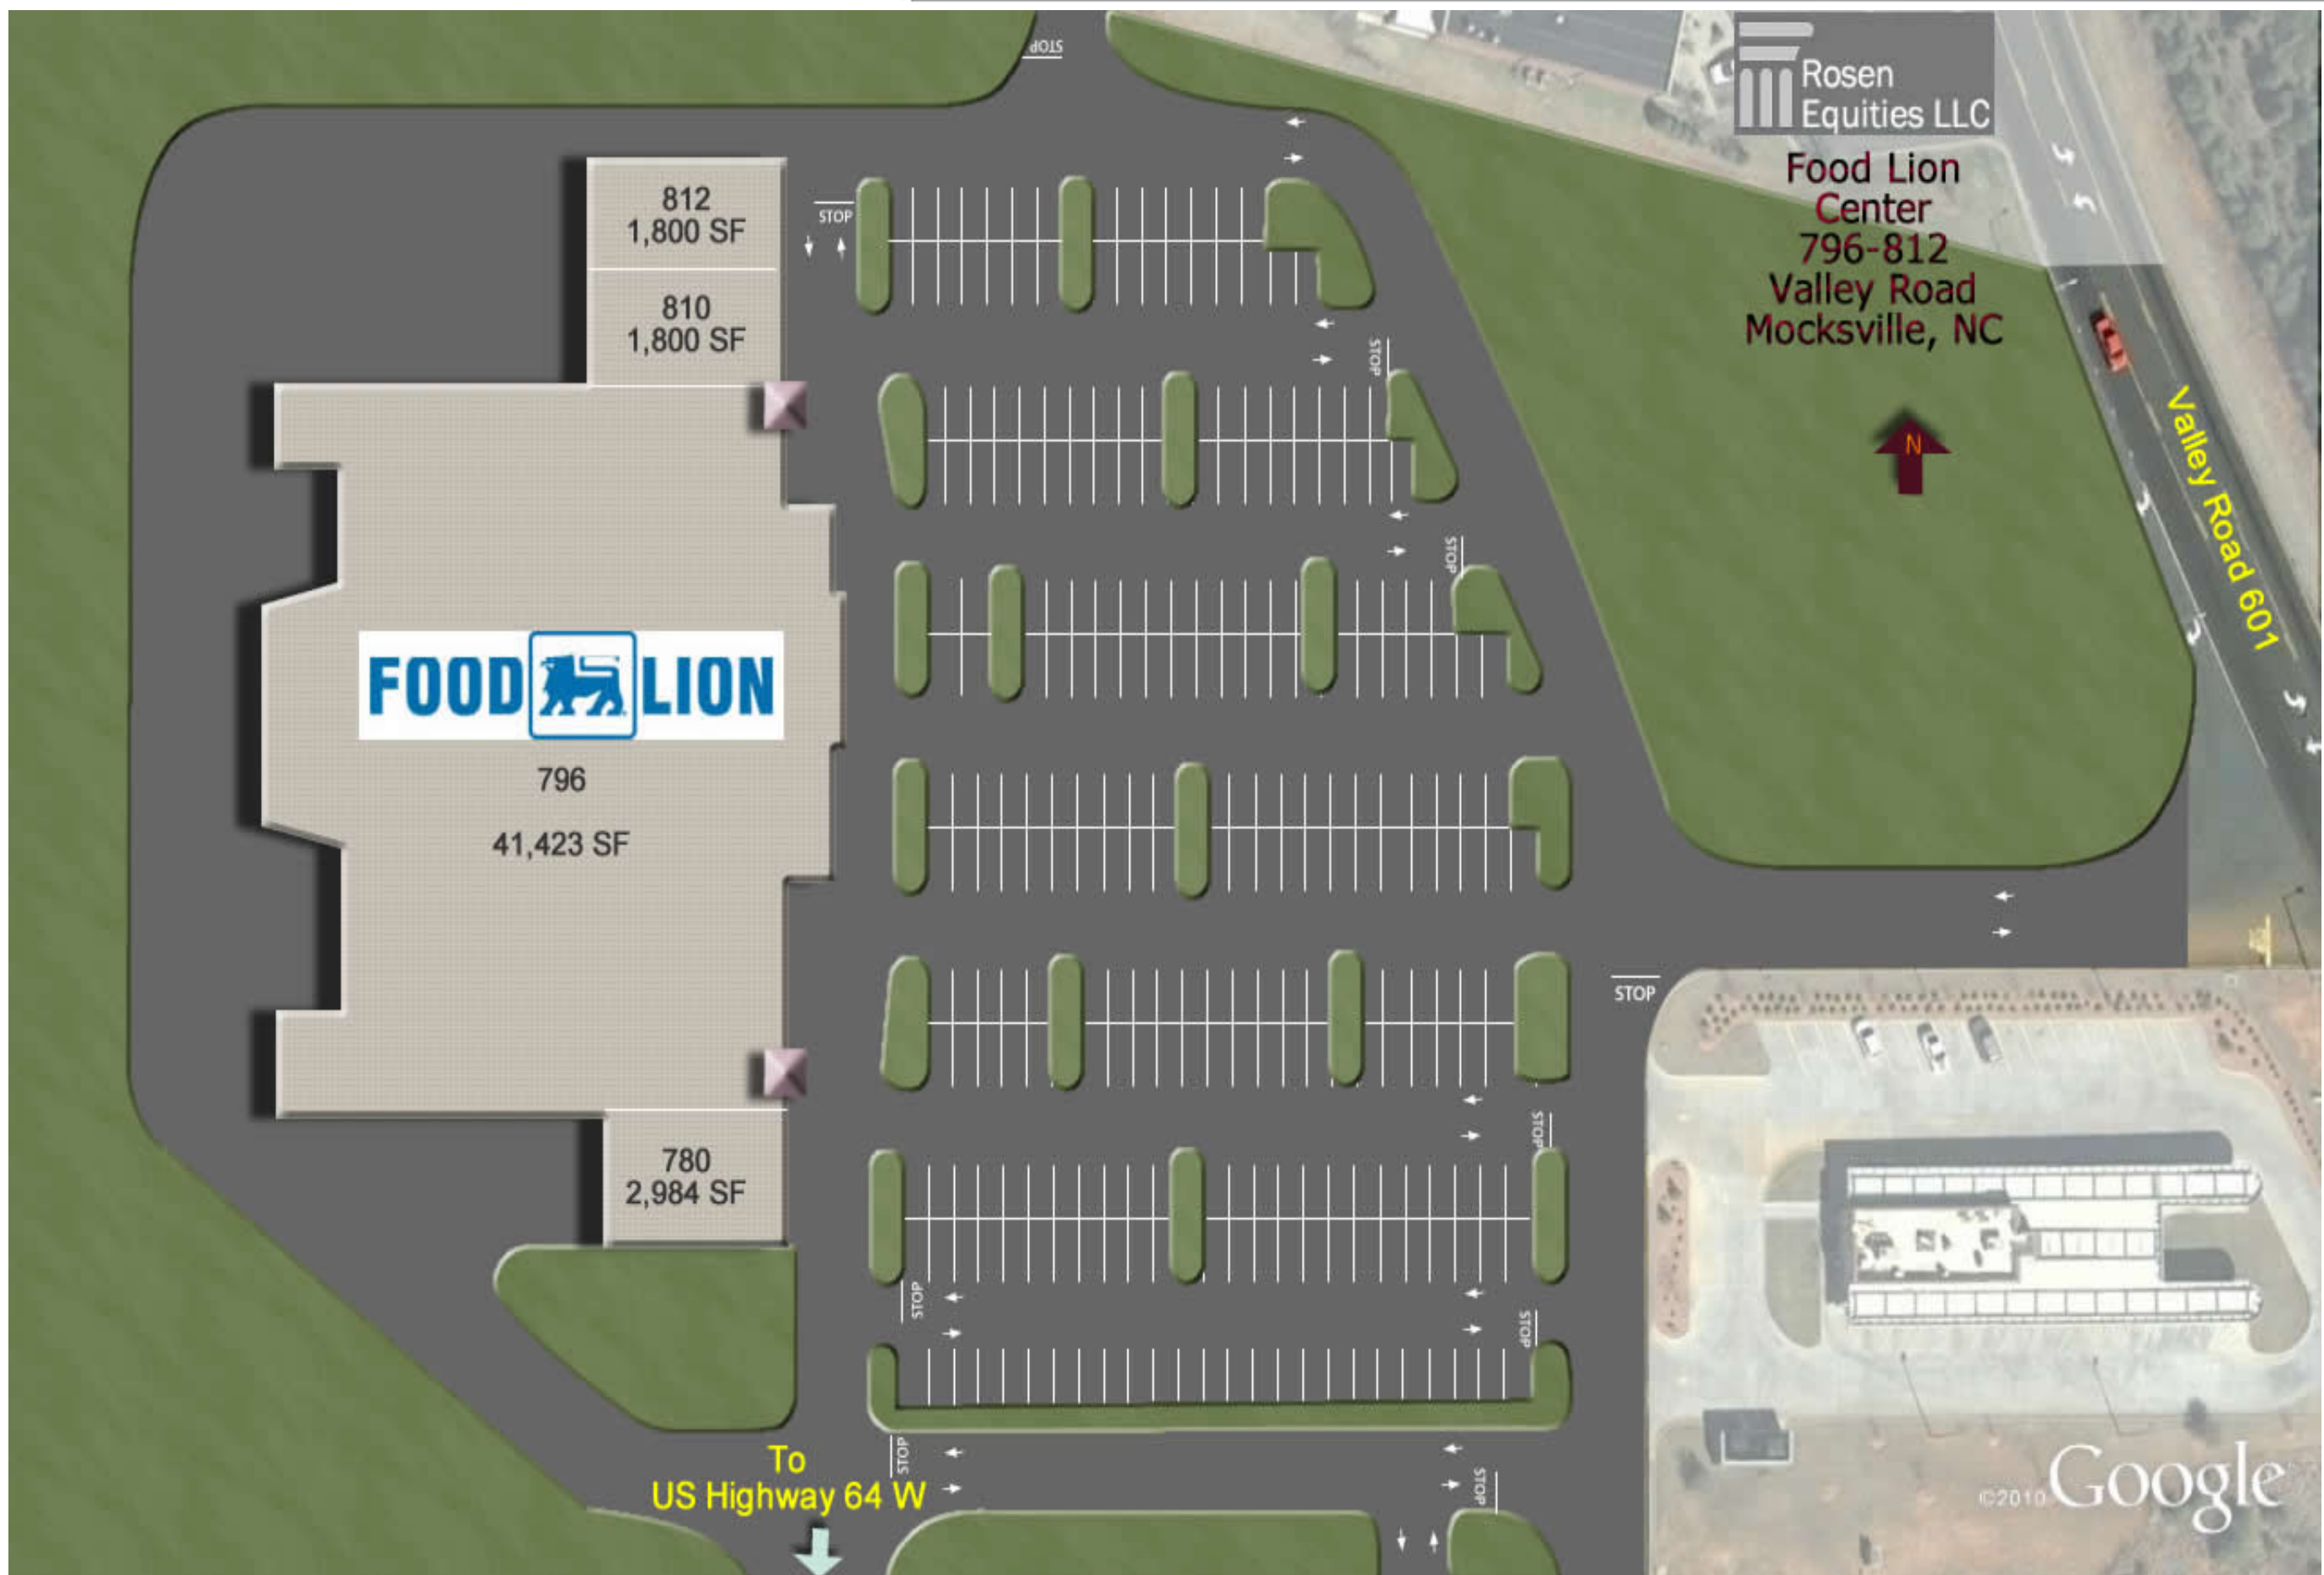 STOP
Rosen
Equities LLC
Food Lion
Center
796-812
Valley Road
Mocksville, NC
N
Valley Road 601
812
1,800 SF
STOP
810
1,800 SF
STOP
STOP
FOOD LION
796
41,423 SF
STOP
STOP
780
2,984 SF
STOP
STOP
STOP
STOP
To
US Highway 64 W
©2010 Google